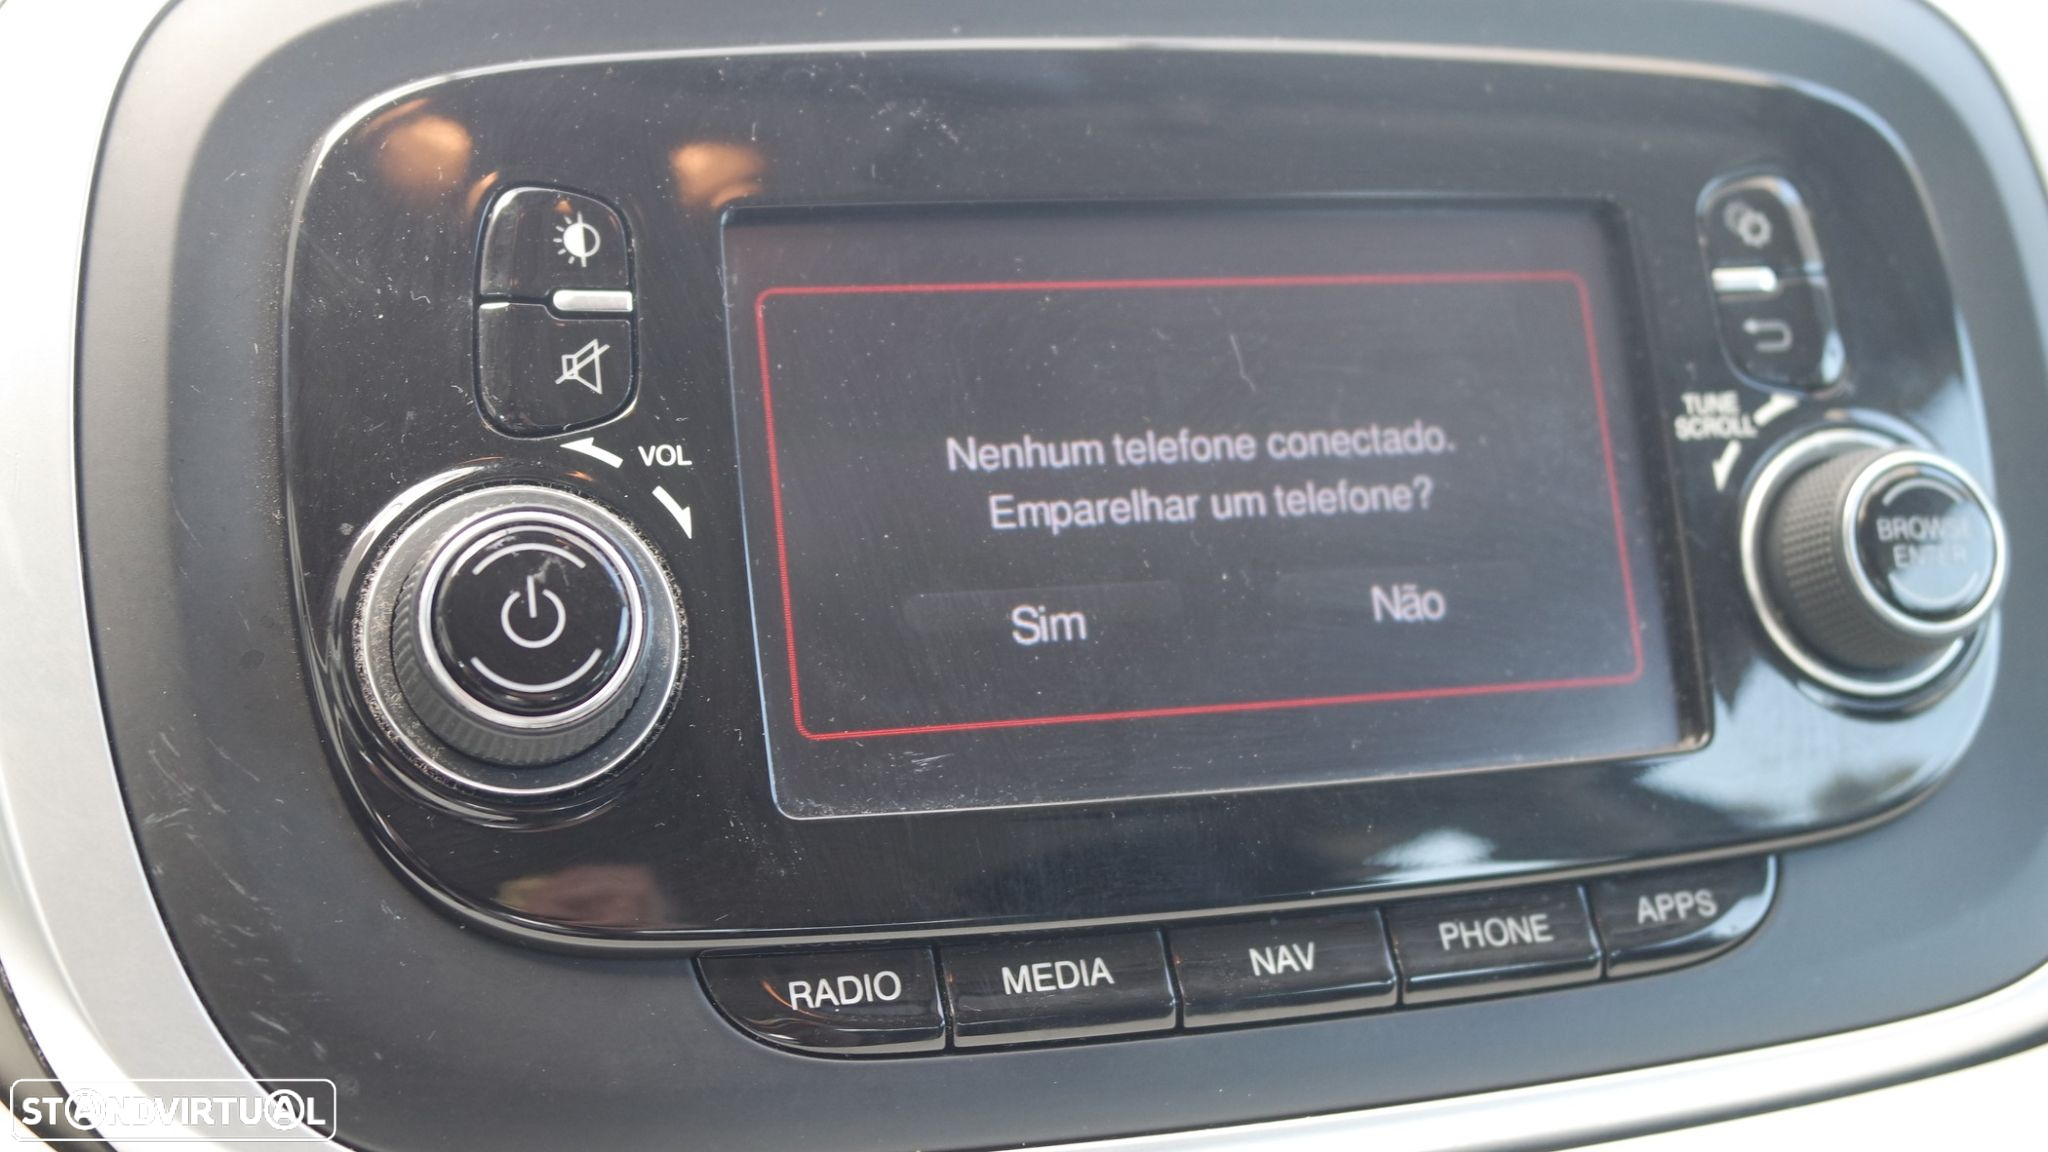 VOL
TUNE
SCROLL
Nenhum telefone conectado.
Emparelhar um telefone?
Sim
Não
BROWSE
ENTER
RADIO
MEDIA
NAV
PHONE
APPS
STANDVIRTUAL